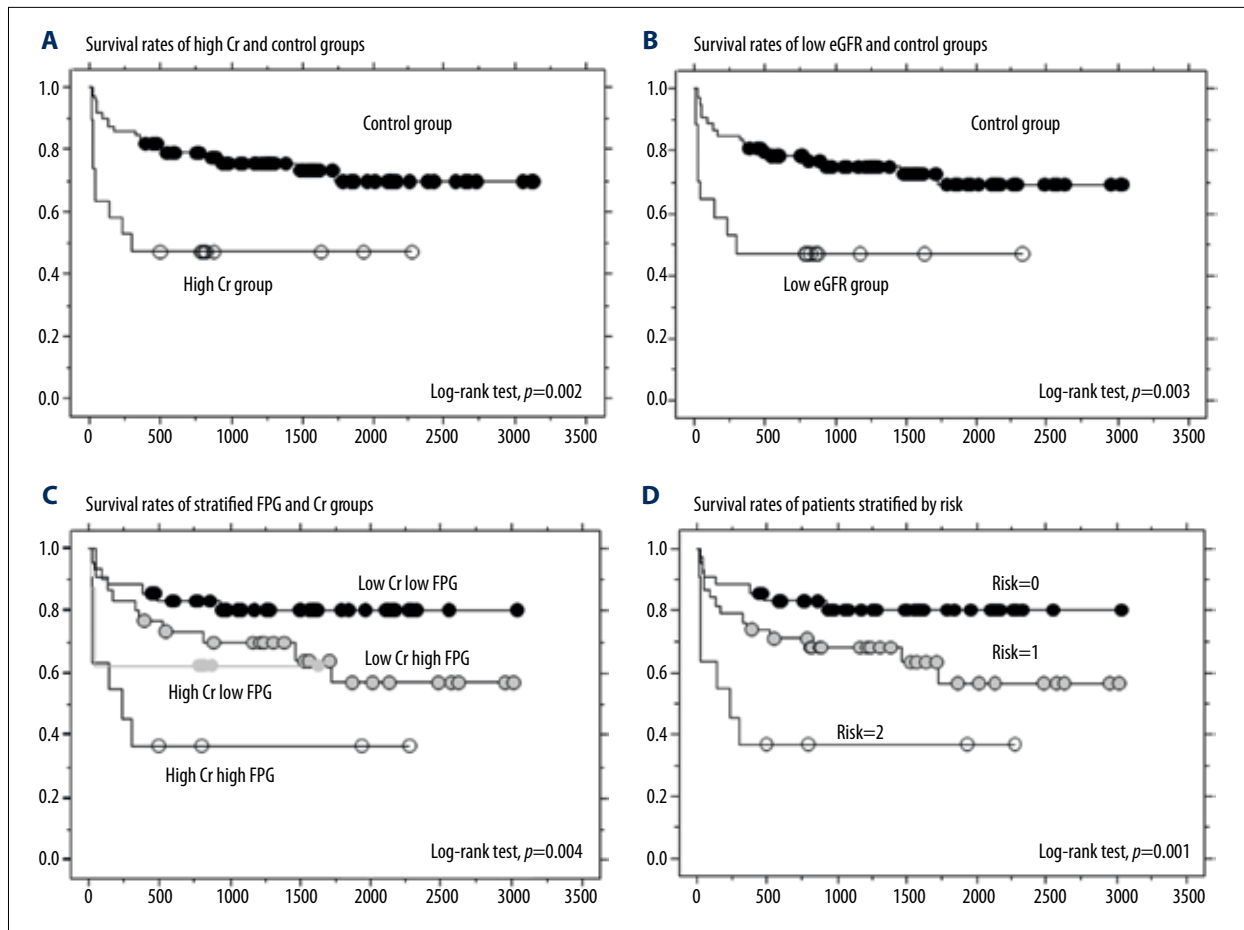 A Survival rates of high Cr and control groups
1.0
0.8
0.6
0.4
0.2
0.0
Control group
High Cr group
Log-rank test, p=0.002
0 500 1000 1500 2000 2500 3000 3500
B Survival rates of low eGFR and control groups
1.0
0.8
0.6
0.4
0.2
0.0
Control group
Low eGFR group
Log-rank test, p=0.003
0 500 1000 1500 2000 2500 3000 3500
C Survival rates of stratified FPG and Cr groups
1.0
0.8
0.6
0.4
0.2
0.0
Low Cr low FPG
Low Cr high FPG
High Cr low FPG
High Cr high FPG
Log-rank test, p=0.004
0 500 1000 1500 2000 2500 3000 3500
D Survival rates of patients stratified by risk
1.0
0.8
0.6
0.4
0.2
0.0
Risk=0
Risk=1
Risk=2
Log-rank test, p=0.001
0 500 1000 1500 2000 2500 3000 3500